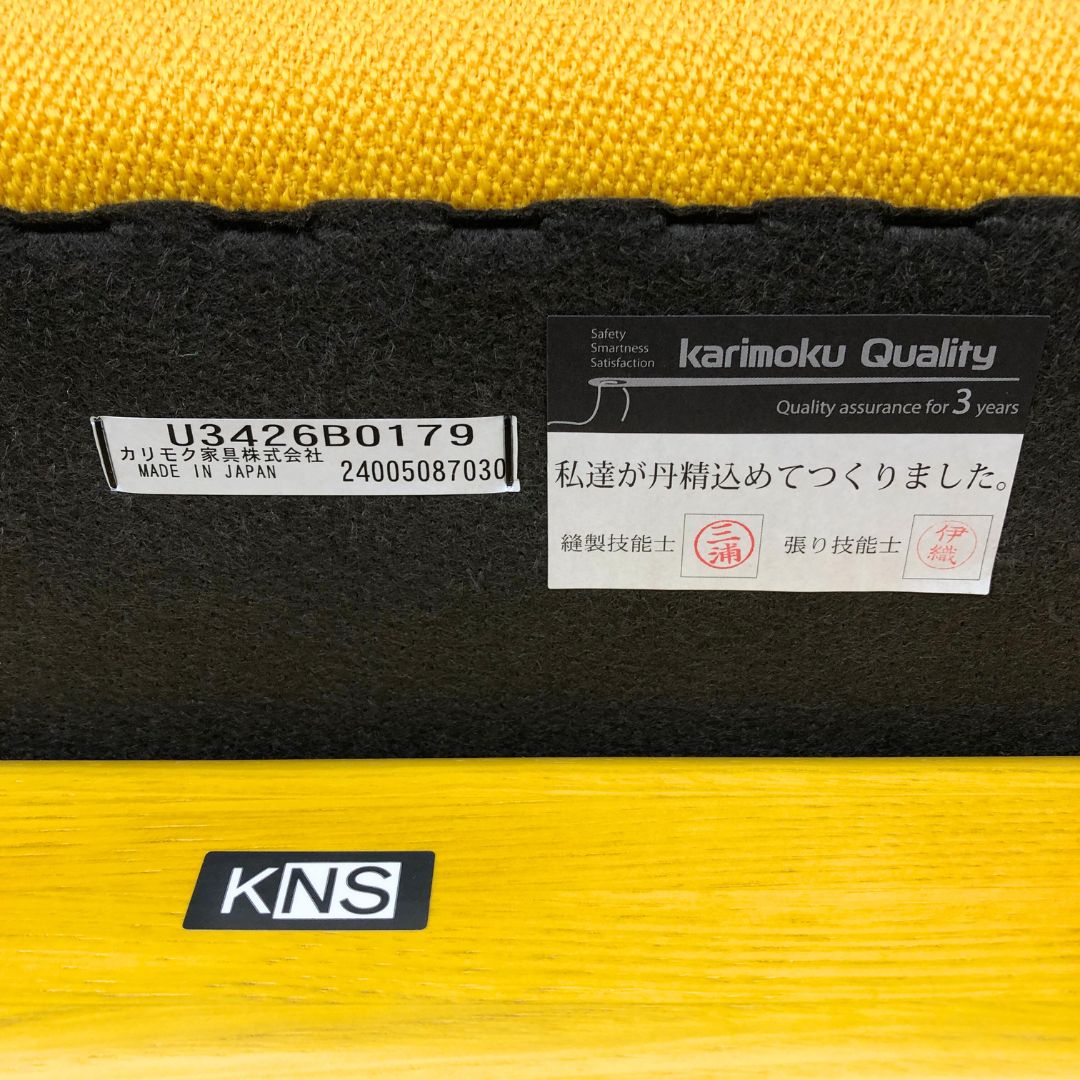 U3426B0179
カリモク家具株式会社
MADE IN JAPAN 24005087030
Safety
Smartness
Satisfaction
karimoku Quality
Quality assurance for 3 years
私達が丹精込めてつくりました。
縫製技能士 三浦 張り技能士 伊織
KNS